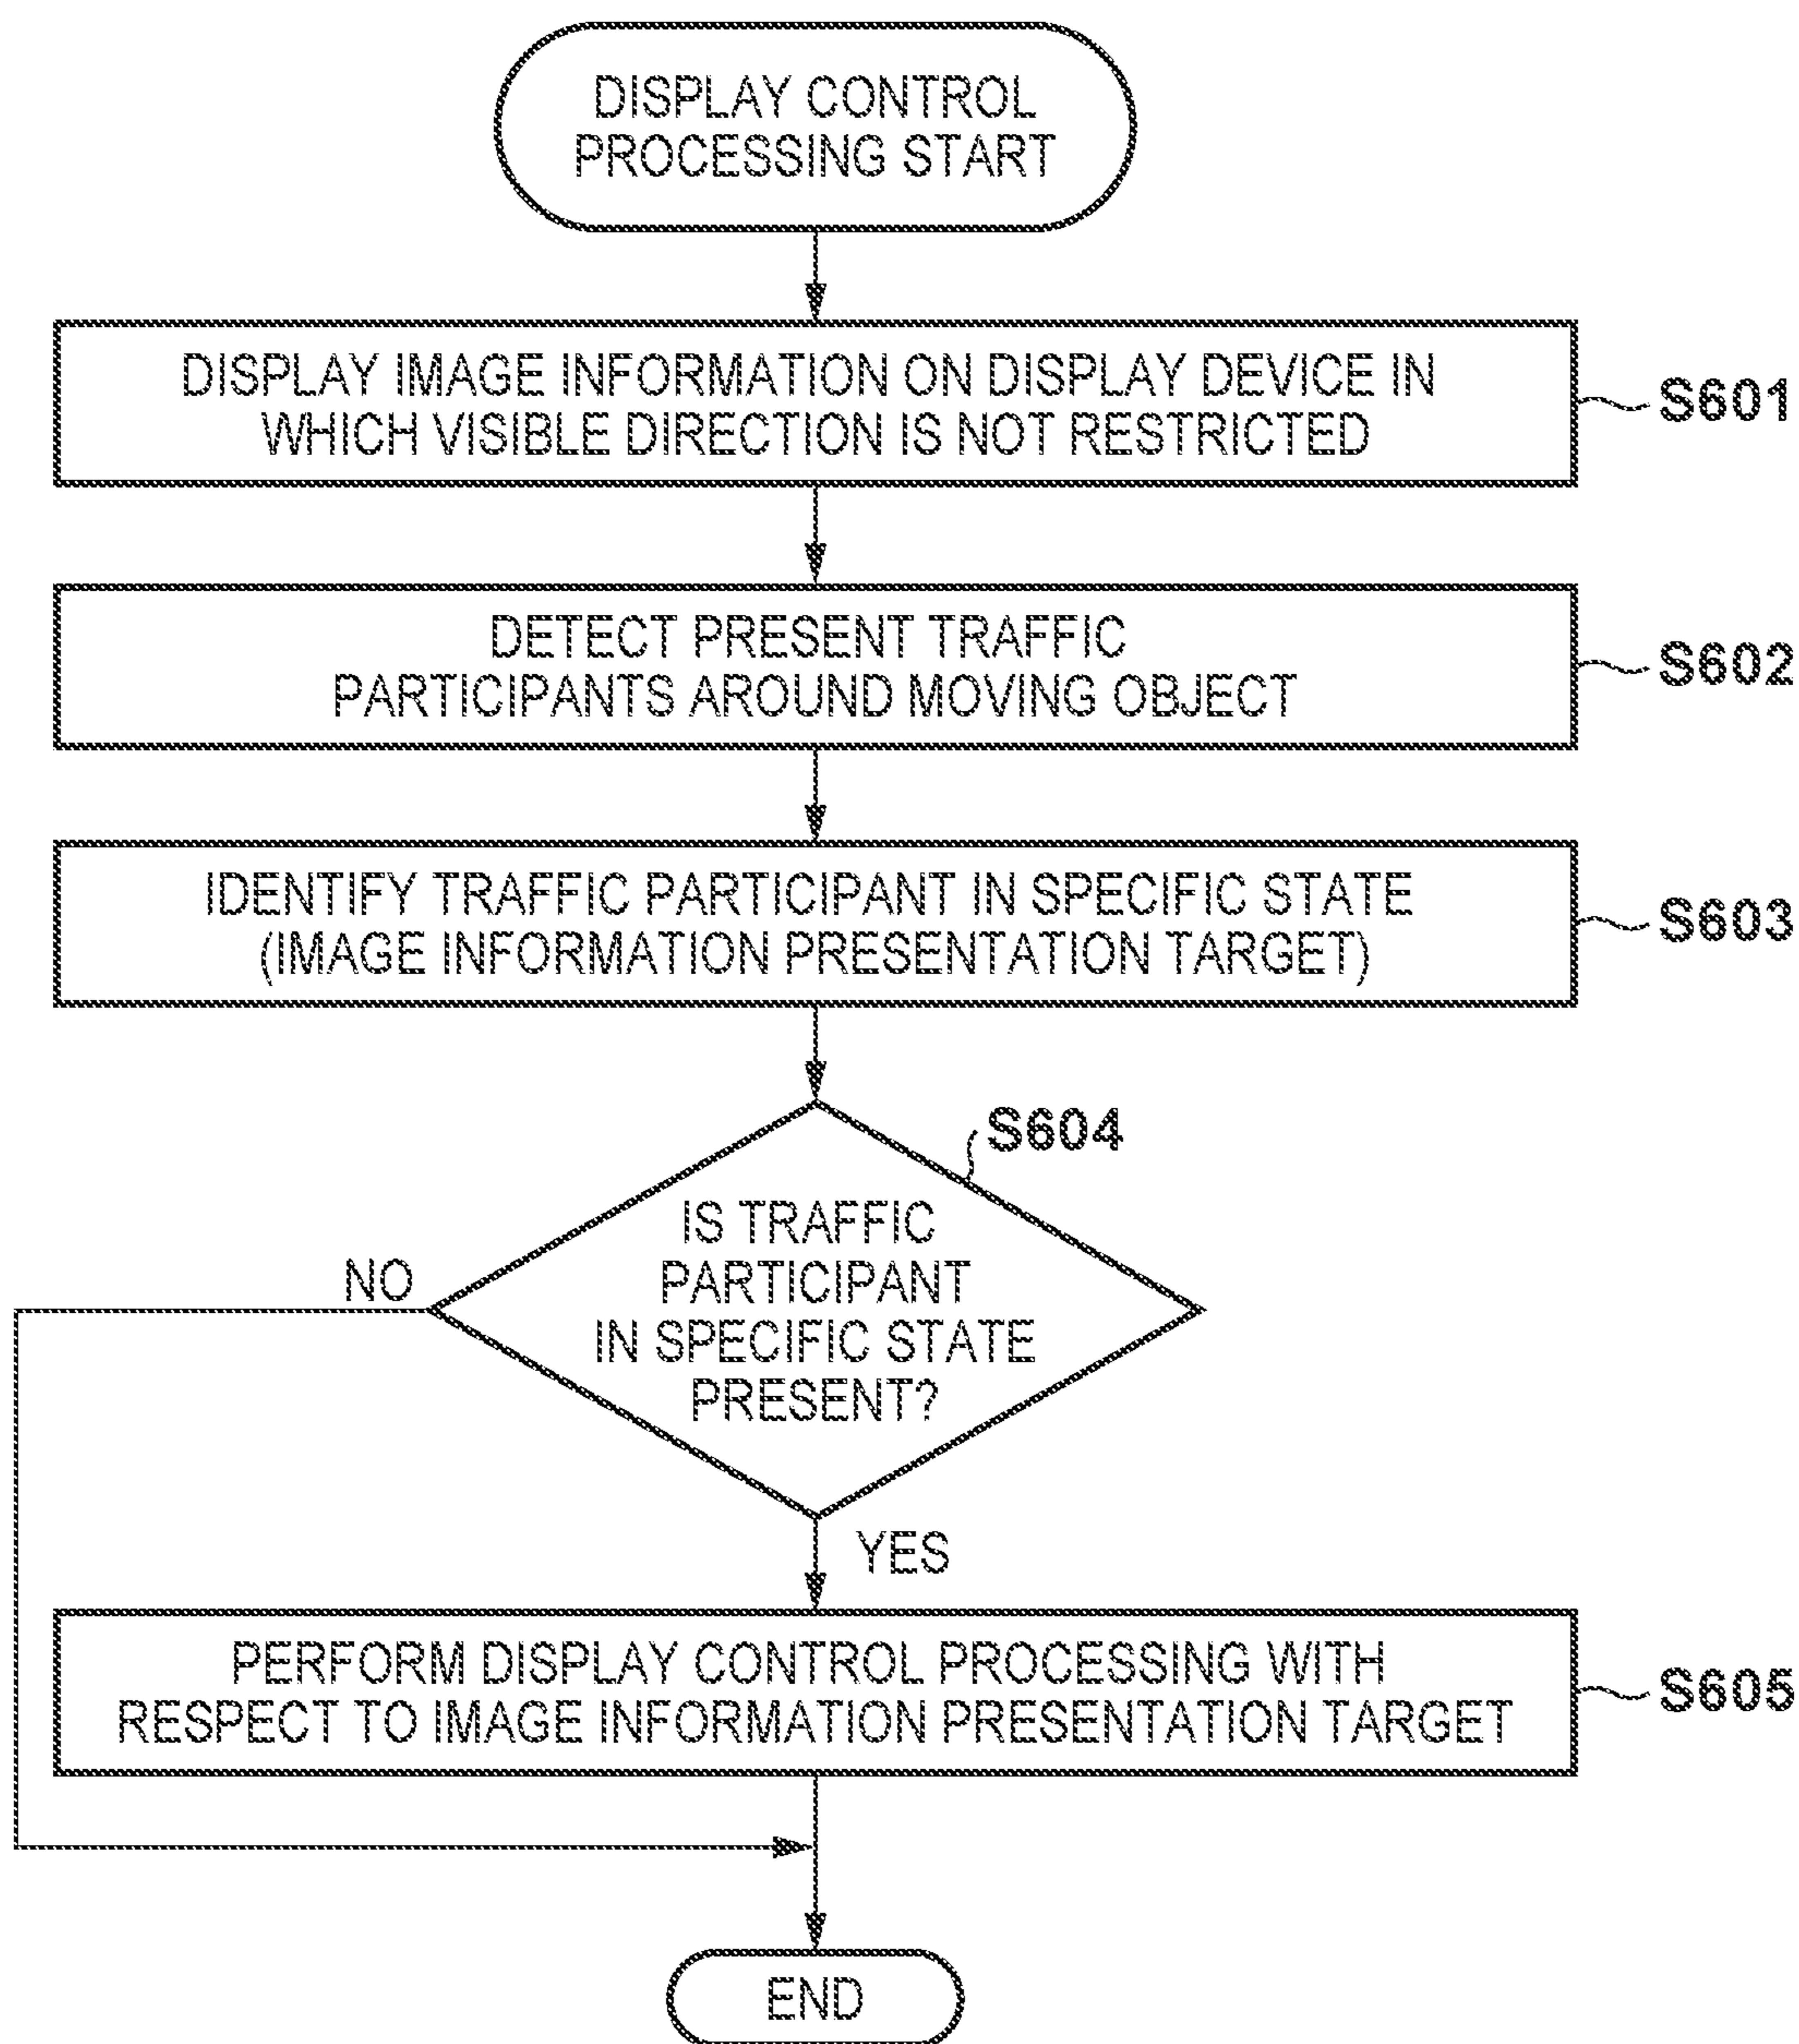 DISPLAY CONTROL
PROCESSING START
DISPLAY IMAGE INFORMATION ON DISPLAY DEVICE IN
WHICH VISIBLE DIRECTION IS NOT RESTRICTED
S601
DETECT PRESENT TRAFFIC
PARTICIPANTS AROUND MOVING OBJECT
S602
IDENTIFY TRAFFIC PARTICIPANT IN SPECIFIC STATE
(IMAGE INFORMATION PRESENTATION TARGET)
S603
S604
IS TRAFFIC
PARTICIPANT
IN SPECIFIC STATE
PRESENT?
NO
YES
PERFORM DISPLAY CONTROL PROCESSING WITH
RESPECT TO IMAGE INFORMATION PRESENTATION TARGET
S605
END